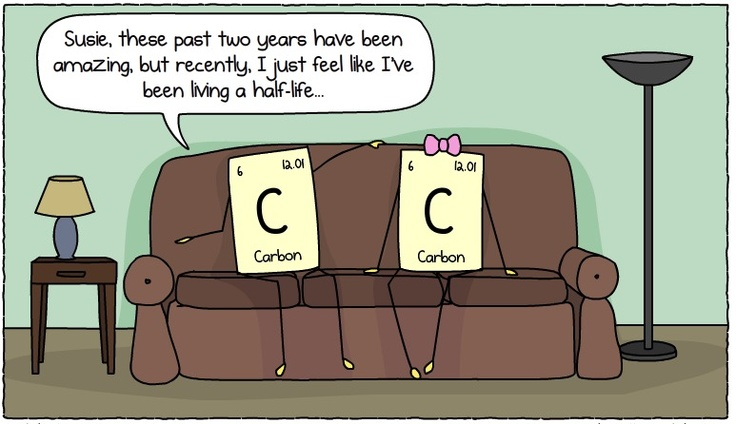 Susie, these past two years have been
amazing, but recently, I just feel like I've
been living a half-life...
6 12.01
C
Carbon
6 12.01
C
Carbon